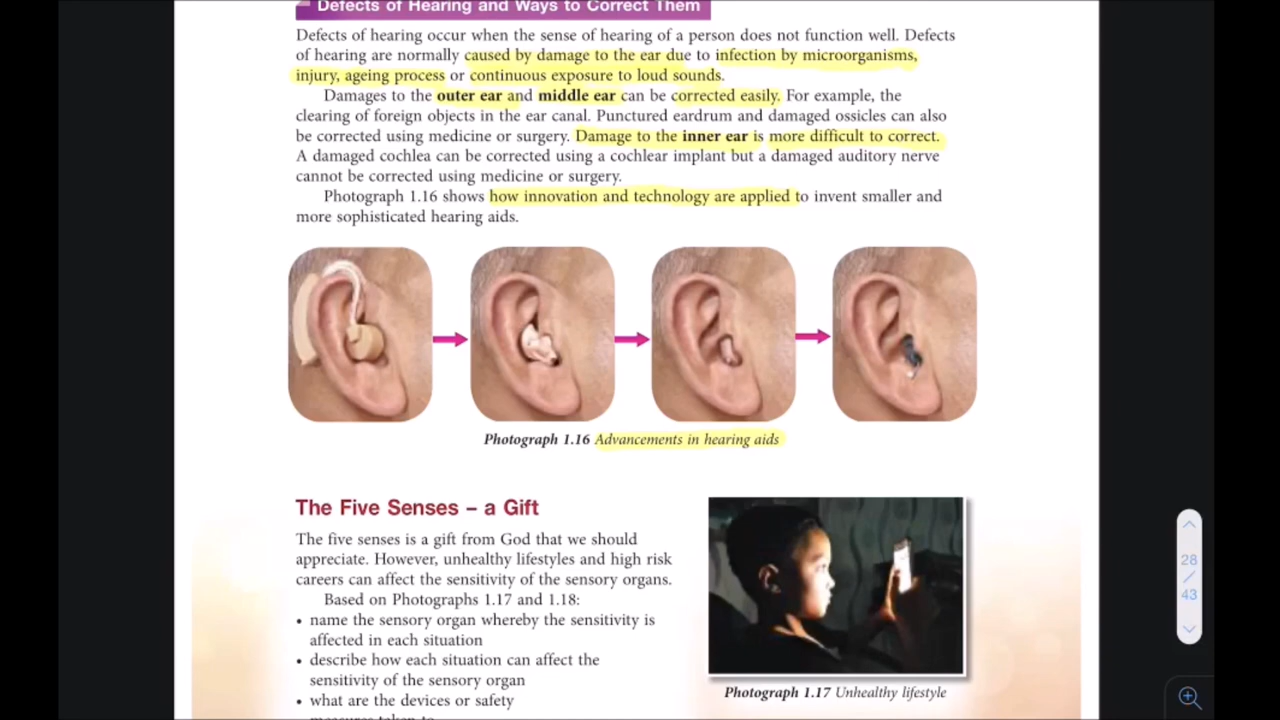 Defects of Hearing and Ways to Correct Them
Defects of hearing occur when the sense of hearing of a person does not function well. Defects
of hearing are normally caused by damage to the ear due to infection by microorganisms,
injury, ageing process or continuous exposure to loud sounds.
Damages to the outer ear and middle ear can be corrected easily. For example, the
clearing of foreign objects in the ear canal. Punctured eardrum and damaged ossicles can also
be corrected using medicine or surgery. Damage to the inner ear is more difficult to correct.
A damaged cochlea can be corrected using a cochlear implant but a damaged auditory nerve
cannot be corrected using medicine or surgery.
Photograph 1.16 shows how innovation and technology are applied to invent smaller and
more sophisticated hearing aids.
Photograph 1.16 Advancements in hearing aids
The Five Senses – a Gift
The five senses is a gift from God that we should
appreciate. However, unhealthy lifestyles and high risk
careers can affect the sensitivity of the sensory organs.
Based on Photographs 1.17 and 1.18:
• name the sensory organ whereby the sensitivity is
affected in each situation
• describe how each situation can affect the
sensitivity of the sensory organ
• what are the devices or safety
Photograph 1.17 Unhealthy lifestyle
28
/
43